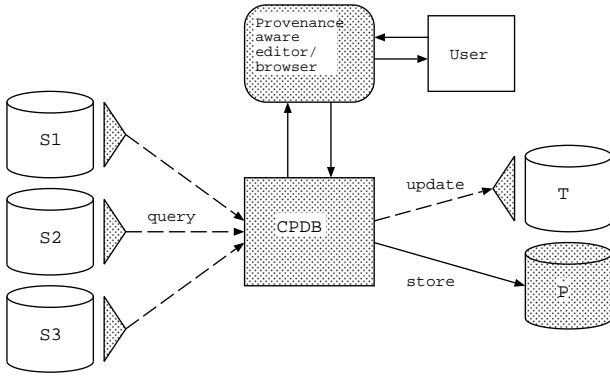 Provenance
aware
editor/
browser
User
S1
S2
S3
query
CPDB
update
store
T
P